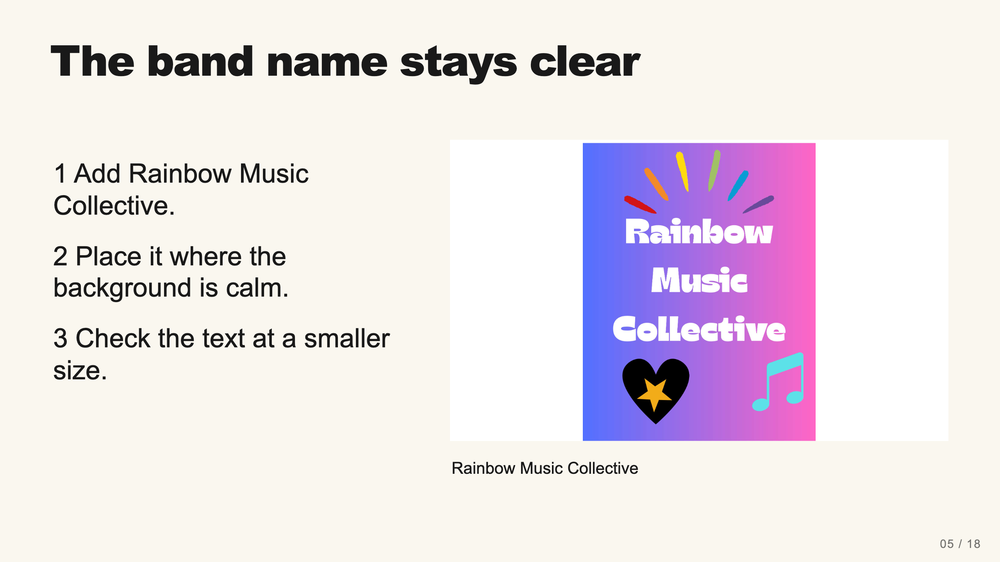 The band name stays clear
1 Add Rainbow Music
Collective.
2 Place it where the
background is calm.
3 Check the text at a smaller
size.
Rainbow
Music
Collective
Rainbow Music Collective
05 / 18